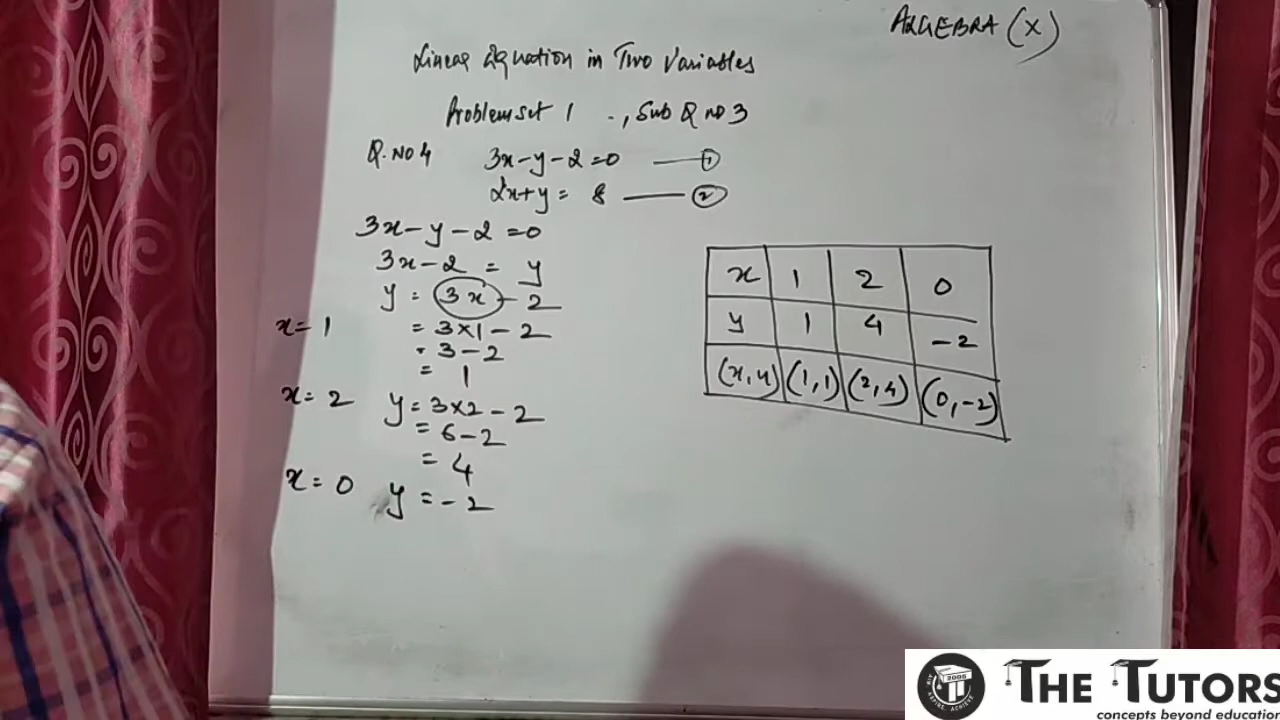 ALGEBRA (X)
Linear Equation in Two Variables
Problem set 1 ., Sub Q no 3
Q. NO 4 3x-y-2=0 —①
2x+y= 8 —②
3x-y-2=0
3x-2 = y
y = 3x-2
x=1 = 3×1-2
= 3-2
= 1
x=2 y=3×2-2
= 6-2
= 4
x=0 y=-2
x 1 2 0
y 1 4 -2
(x,y) (1,1) (2,4) (0,-2)
THE TUTORS
concepts beyond education
2005